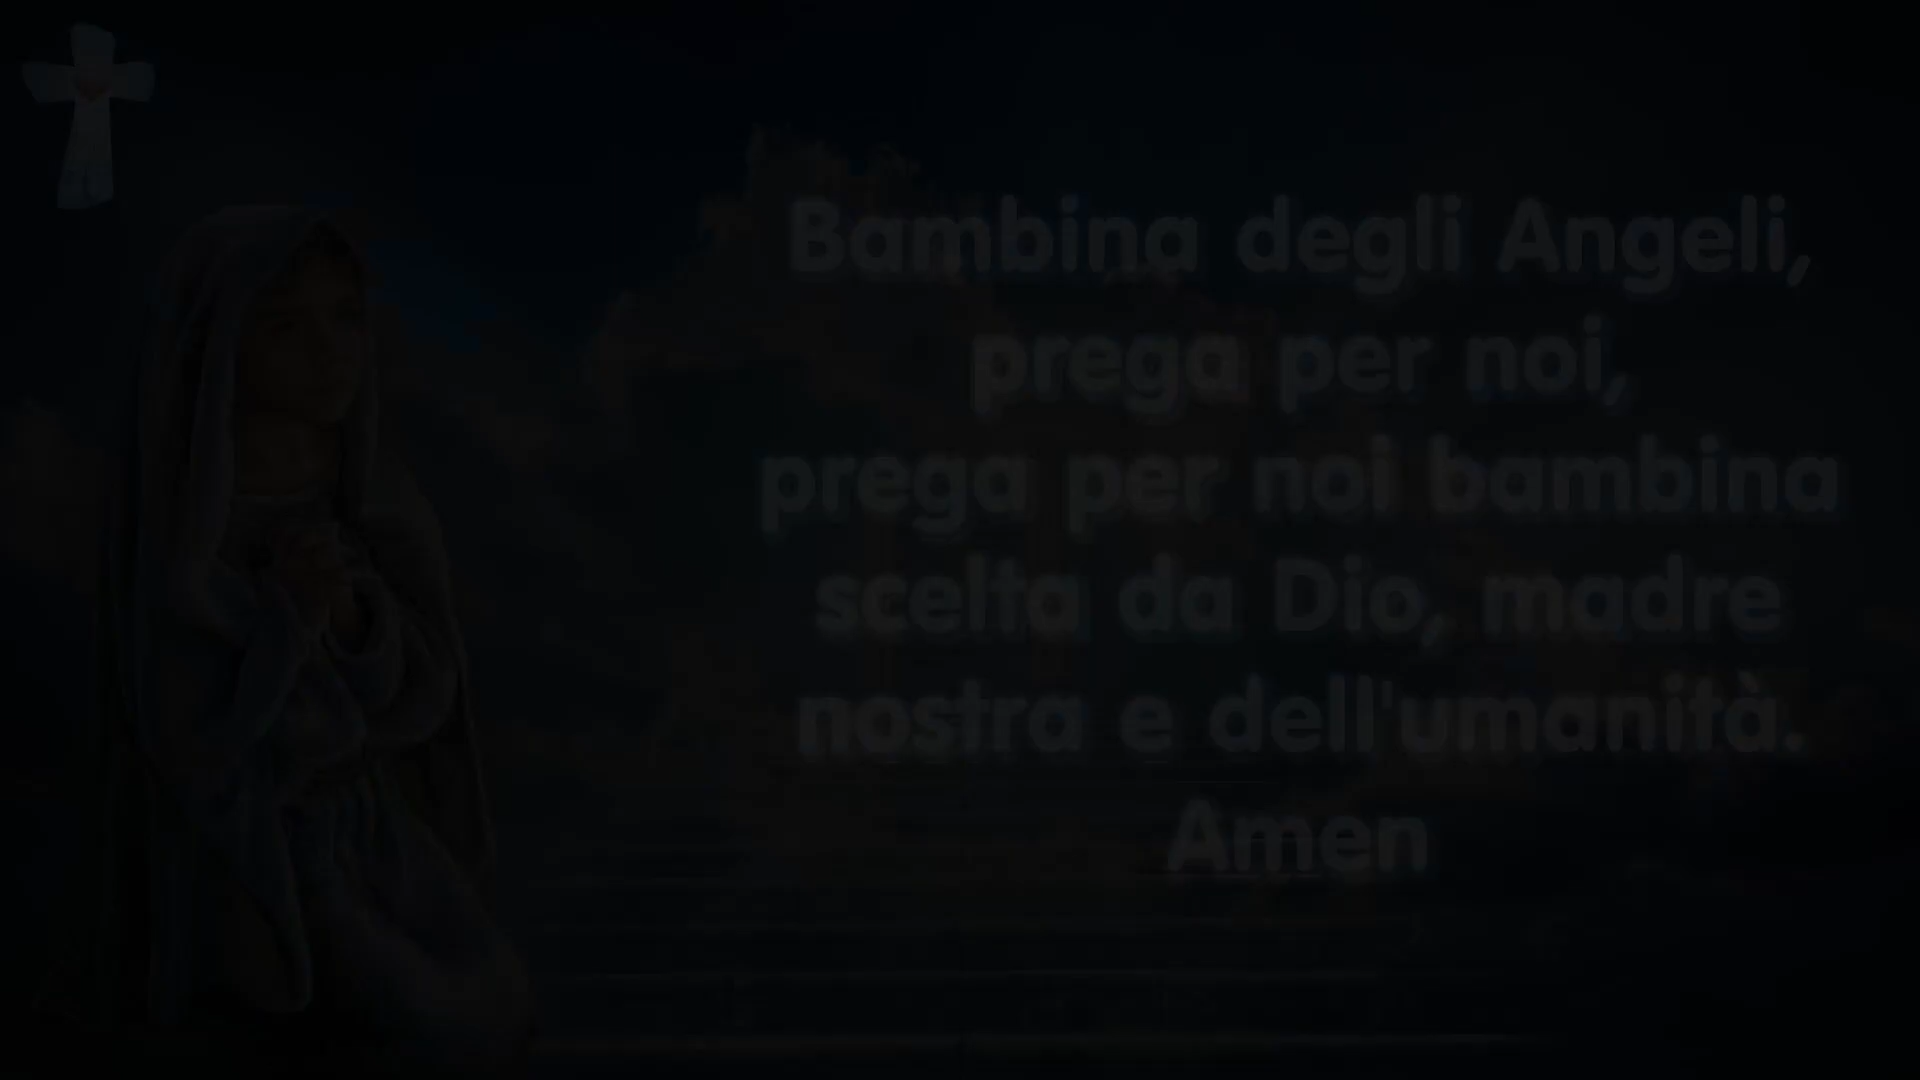 Bambina degli Angeli,
prega per noi,
prega per noi bambina
scelta da Dio, madre
nostra e dell'umanità.
Amen